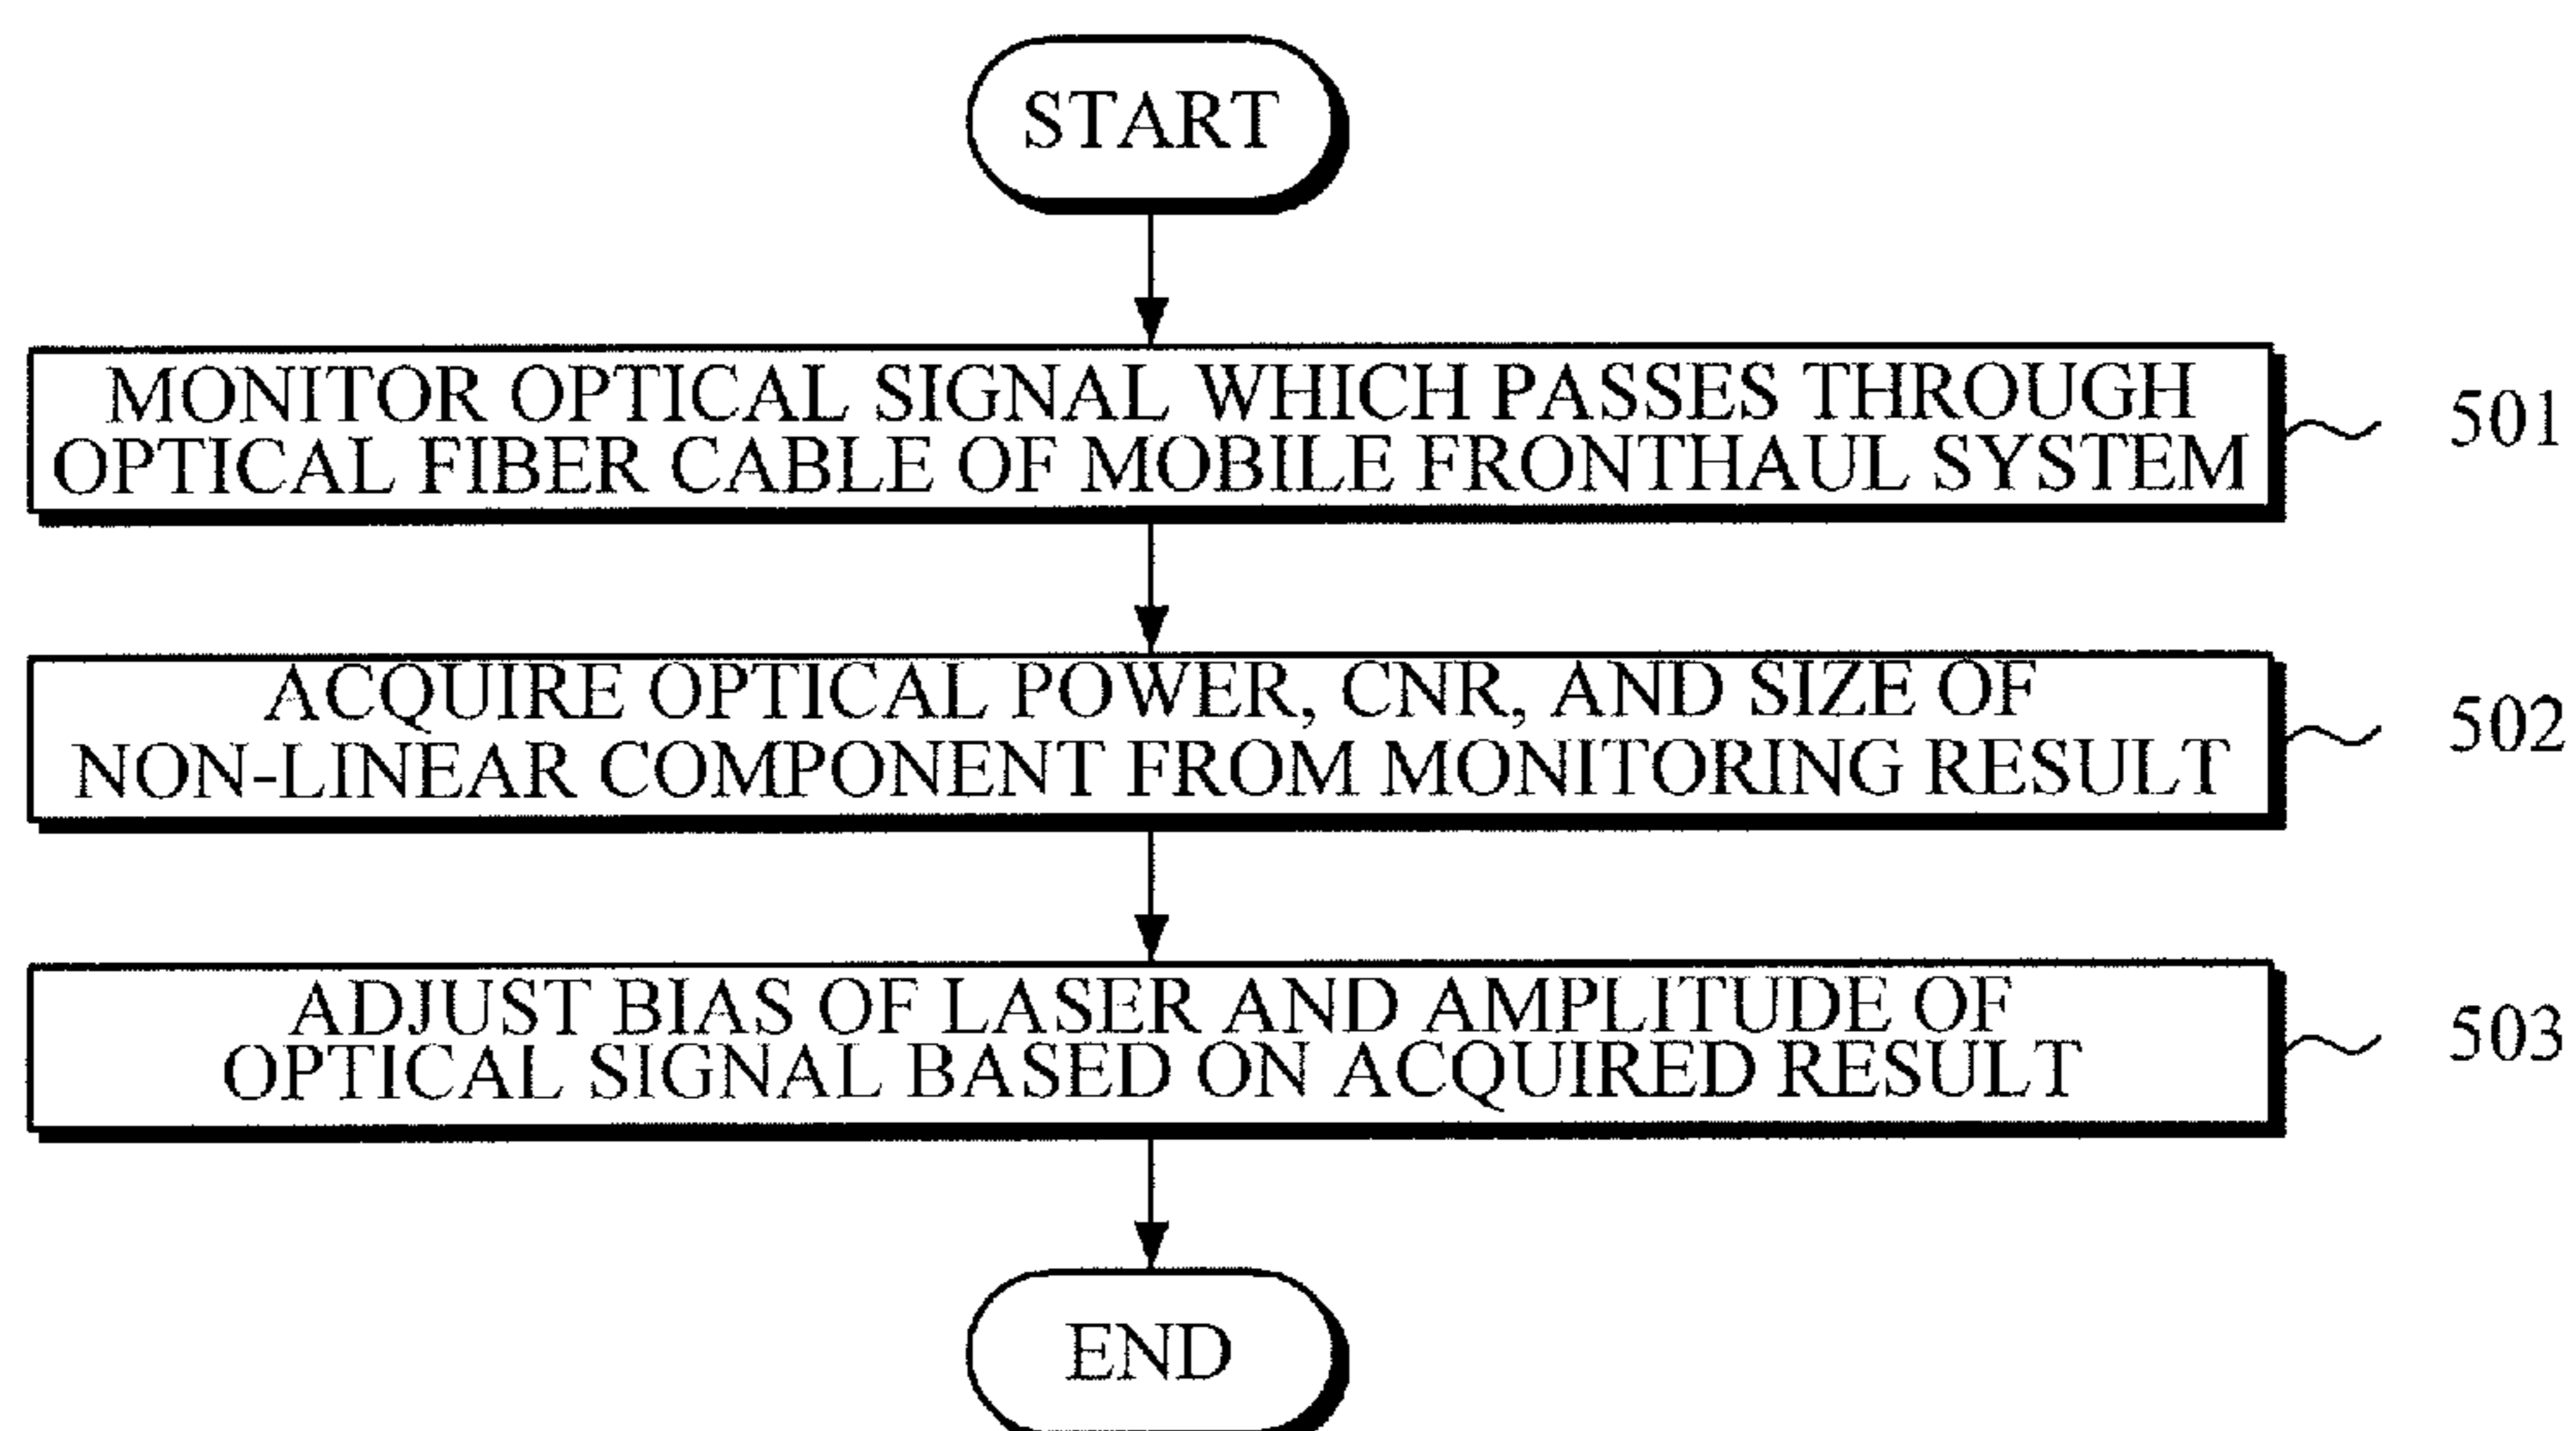 START
MONITOR OPTICAL SIGNAL WHICH PASSES THROUGH
OPTICAL FIBER CABLE OF MOBILE FRONTHAUL SYSTEM
501
ACQUIRE OPTICAL POWER, CNR, AND SIZE OF
NON-LINEAR COMPONENT FROM MONITORING RESULT
502
ADJUST BIAS OF LASER AND AMPLITUDE OF
OPTICAL SIGNAL BASED ON ACQUIRED RESULT
503
END